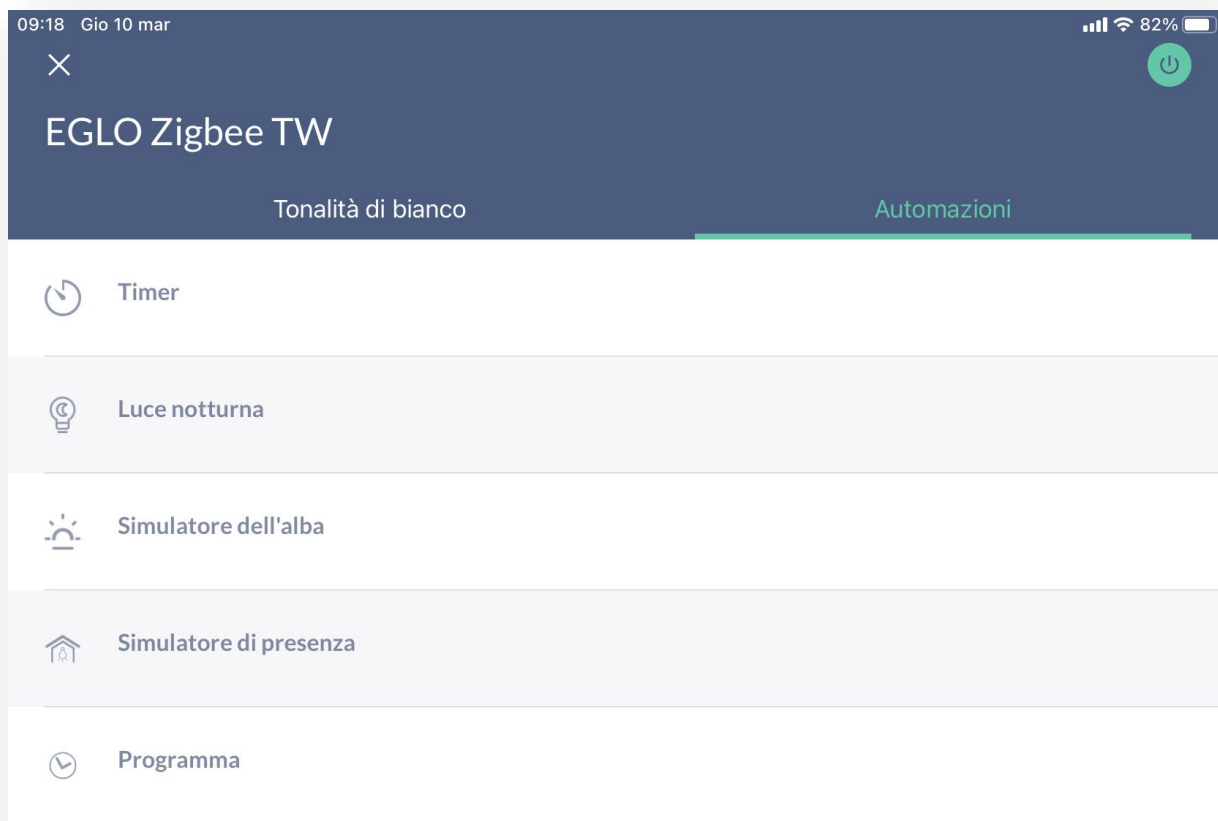 09:18 Gio 10 mar 82%
EGLO Zigbee TW
Tonalità di bianco Automazioni
Timer
Luce notturna
Simulatore dell'alba
Simulatore di presenza
Programma